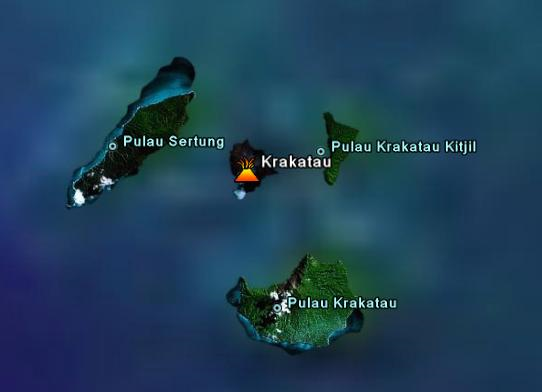 Pulau Sertung
Krakatau
Pulau Krakatau Kitjil
Pulau Krakatau